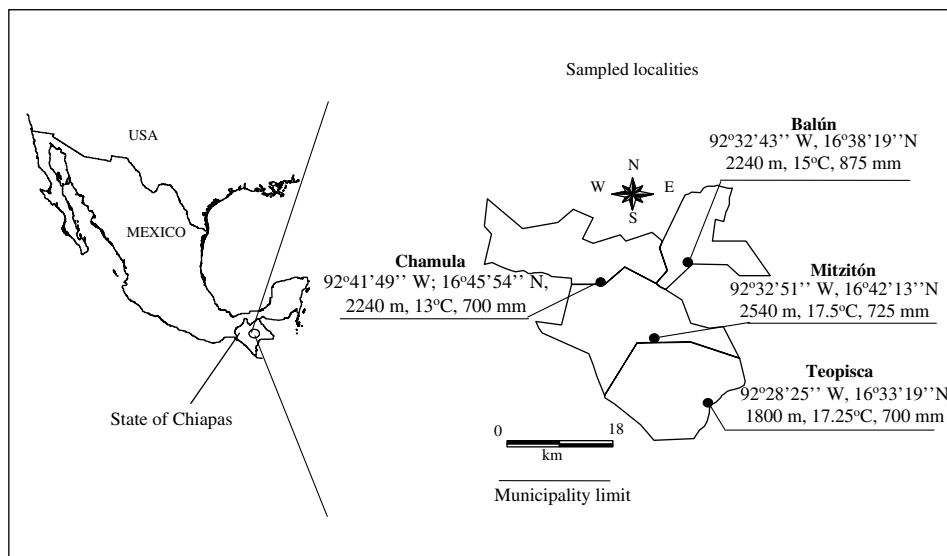 Sampled localities
Balún
92º32'43'' W, 16º38'19''N
2240 m, 15ºC, 875 mm
USA
N
W
E
S
MEXICO
Chamula
92º41'49'' W; 16º45'54'' N,
2240 m, 13ºC, 700 mm
Mitzitón
92º32'51'' W, 16º42'13''N
2540 m, 17.5ºC, 725 mm
Teopisca
92º28'25'' W, 16º33'19''N
1800 m, 17.25ºC, 700 mm
State of Chiapas
0
18
km
Municipality limit